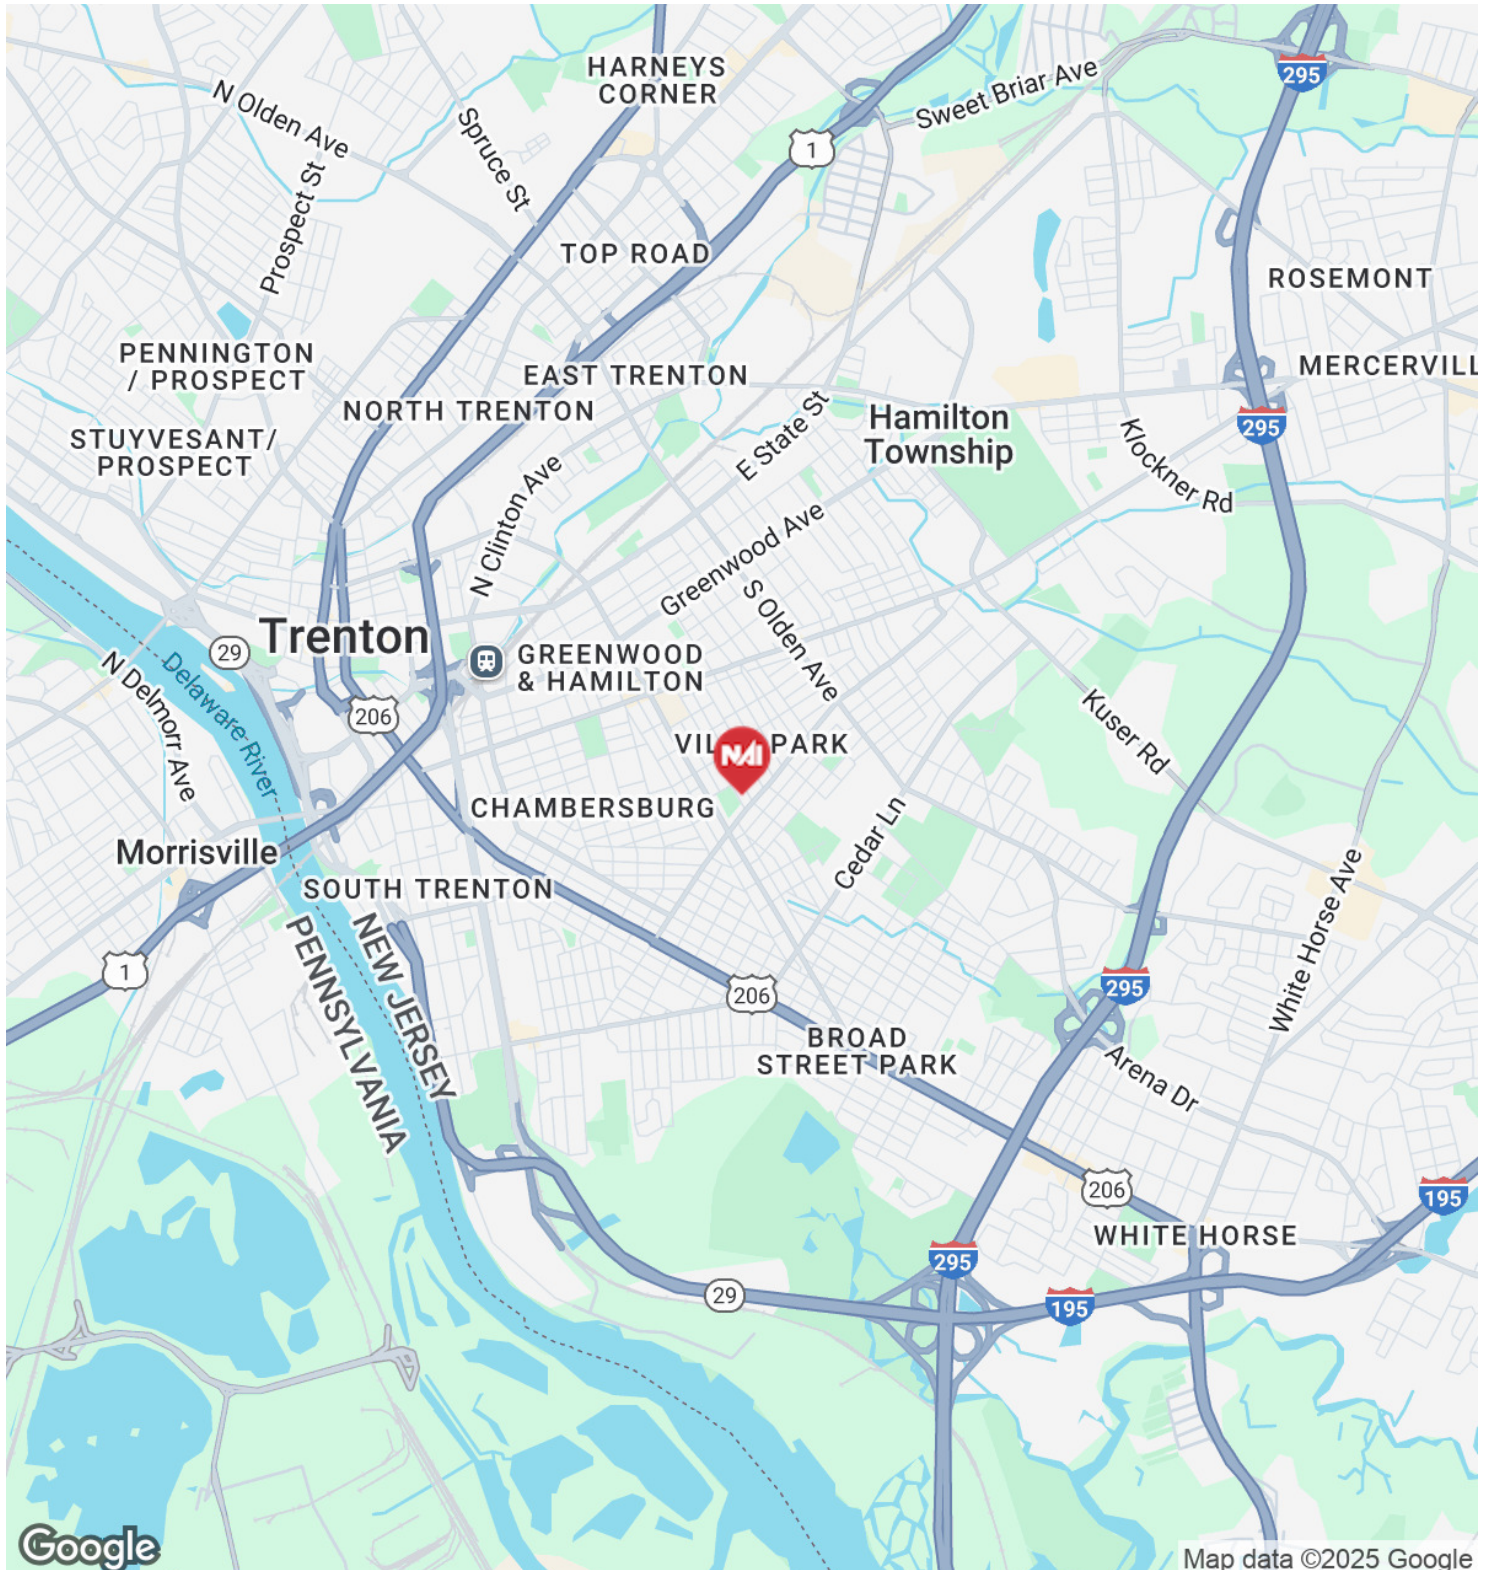 HARNEYS
CORNER
295
Sweet Briar Ave
N Olden Ave
Spruce St
1
Prospect St
TOP ROAD
ROSEMONT
PENNINGTON
/ PROSPECT
EAST TRENTON
MERCERVILL
NORTH TRENTON
STUYVESANT/
PROSPECT
E State St
Hamilton
Township
295
Klockner Rd
N Clinton Ave
Greenwood Ave
S Olden Ave
Trenton
29
GREENWOOD
& HAMILTON
N Delmorr Ave
Delaware River
206
Kuser Rd
VIL PARK
NAI
CHAMBERSBURG
Cedar Ln
Morrisville
SOUTH TRENTON
White Horse Ave
NEW JERSEY
PENNSYLVANIA
1
206
295
BROAD
STREET PARK
Arena Dr
206
195
WHITE HORSE
295
29
195
Google
Map data ©2025 Google